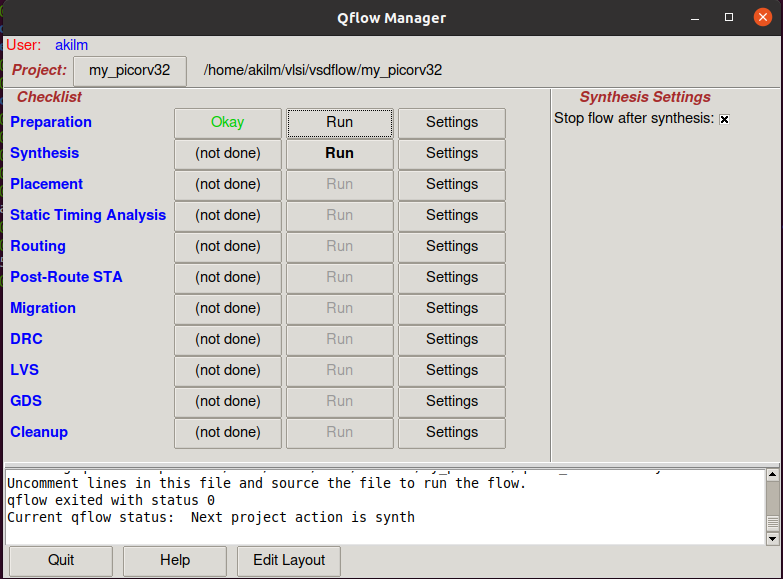 Qflow Manager
User: akilm
Project: my_picorv32 /home/akilm/vlsi/vsdflow/my_picorv32
Checklist
Preparation Okay Run Settings
Synthesis (not done) Run Settings
Placement (not done) Run Settings
Static Timing Analysis (not done) Run Settings
Routing (not done) Run Settings
Post-Route STA (not done) Run Settings
Migration (not done) Run Settings
DRC (not done) Run Settings
LVS (not done) Run Settings
GDS (not done) Run Settings
Cleanup (not done) Run Settings
Synthesis Settings
Stop flow after synthesis:
Uncomment lines in this file and source the file to run the flow.
qflow exited with status 0
Current qflow status:  Next project action is synth
Quit Help Edit Layout